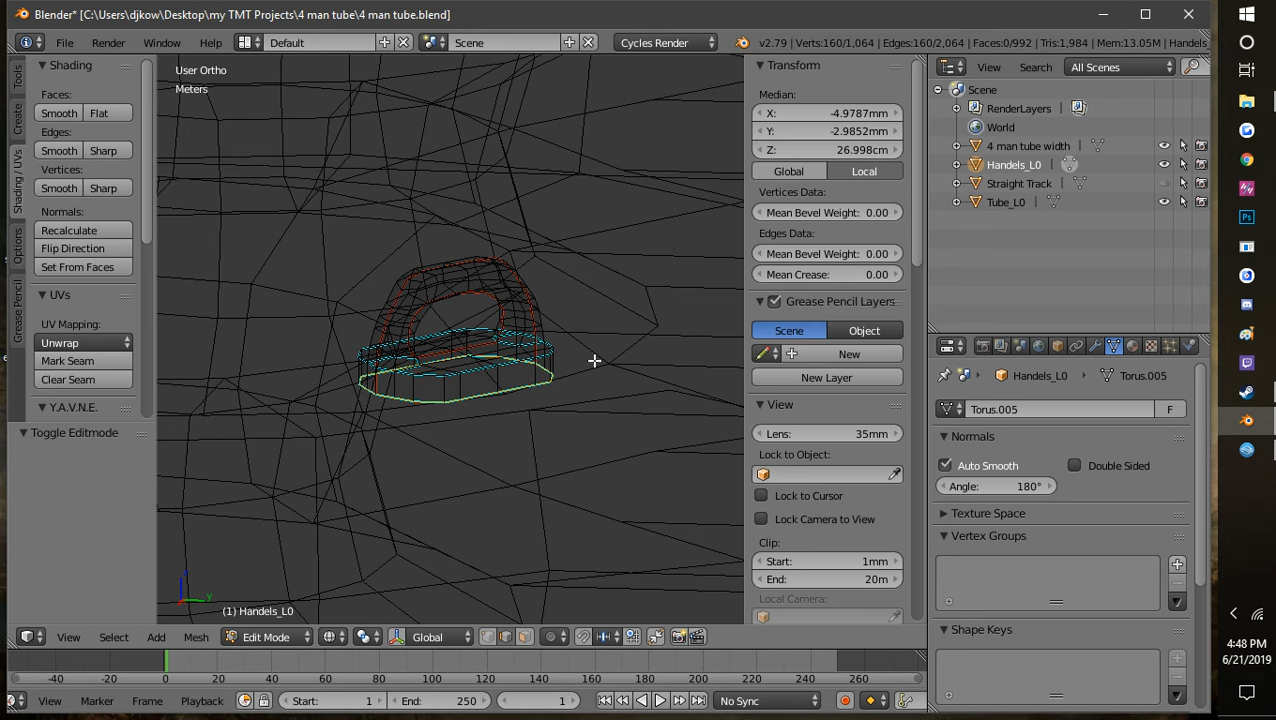 Blender* [C:\Users\djkow\Desktop\my TMT Projects\4 man tube\4 man tube.blend]
File Render Window Help Default Scene Cycles Render v2.79 | Verts:160/1,064 | Edges:160/2,064 | Faces:0/992 | Tris:1,984 | Mem:13.05M | Handels_
Tools
Create
Shading / UVs
Options
Grease Pencil
Shading
Faces:
Smooth Flat
Edges:
Smooth Sharp
Vertices:
Smooth Sharp
Normals:
Recalculate
Flip Direction
Set From Faces
UVs
UV Mapping:
Unwrap
Mark Seam
Clear Seam
Y.A.V.N.E.
Toggle Editmode
User Ortho
Meters
z
y
(1) Handels_L0
Transform
Median:
X: -4.9787mm
Y: -2.9852mm
Z: 26.998cm
Global Local
Vertices Data:
Mean Bevel Weight: 0.00
Edges Data:
Mean Bevel Weight: 0.00
Mean Crease: 0.00
Grease Pencil Layers
Scene Object
New
New Layer
View
Lens: 35mm
Lock to Object:
Lock to Cursor
Lock Camera to View
Clip:
Start: 1mm
End: 20m
Local Camera:
View Search All Scenes
Scene
RenderLayers
World
4 man tube width
Handels_L0
Straight Track
Tube_L0
Handels_L0 Torus.005
Torus.005 F
Normals
Auto Smooth Double Sided
Angle: 180°
Texture Space
Vertex Groups
Shape Keys
View Select Add Mesh Edit Mode Global
-40 -20 0 20 40 60 80 100 120 140 160 180 200 220 240 260
View Marker Frame Playback Start: 1 End: 250 1 No Sync
Ps
4:48 PM
6/21/2019